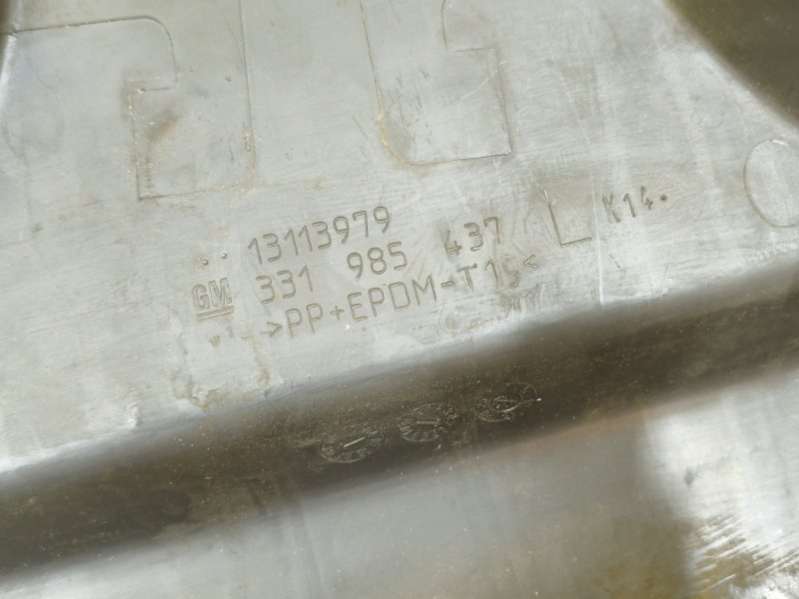 13113979
GM 331 985 437 L K14.
>PP+EPDM-T15<